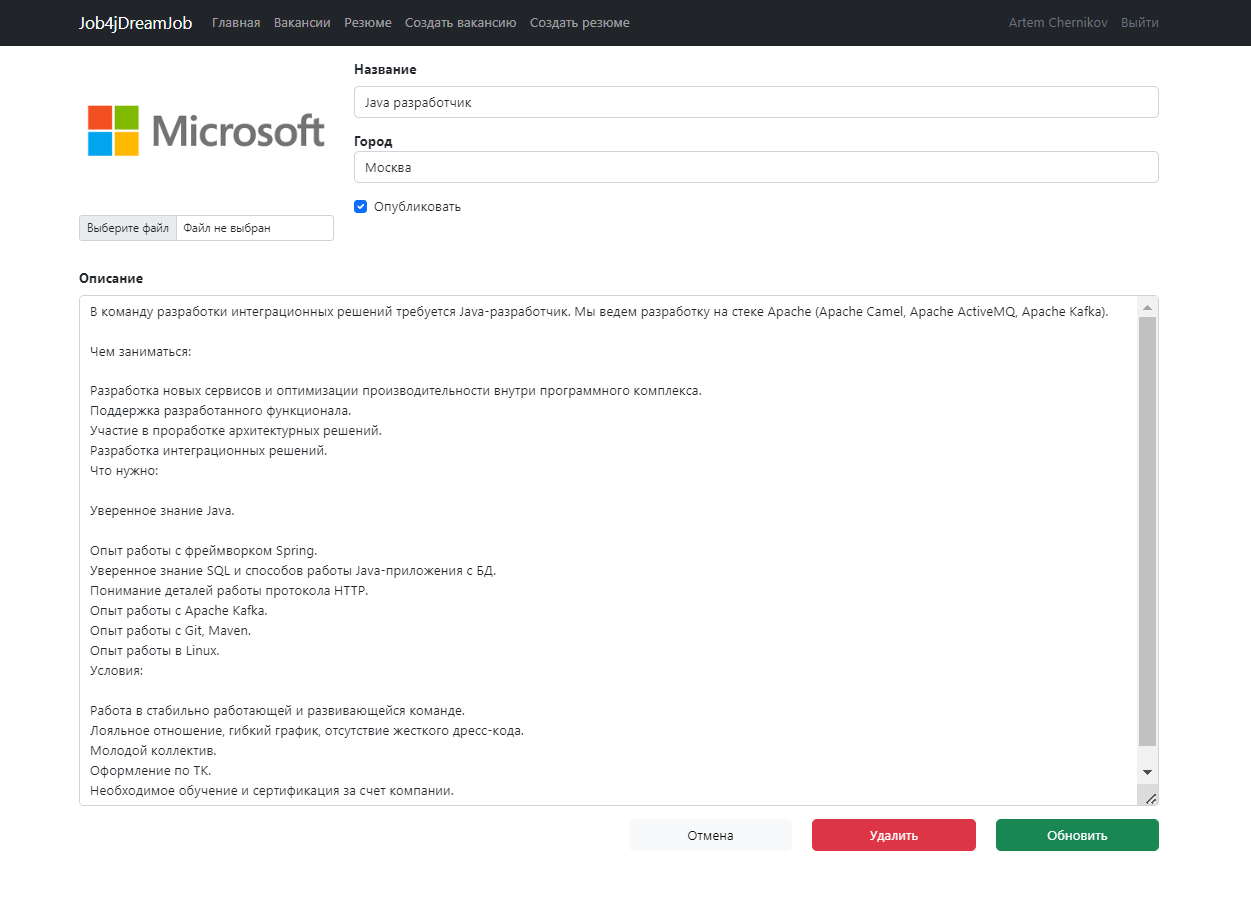 Job4jDreamJob Главная Вакансии Резюме Создать вакансию Создать резюме Artem Chernikov Выйти
Microsoft
Название
Java разработчик
Город
Москва
Опубликовать
Выберите файл Файл не выбран
Описание
В команду разработки интеграционных решений требуется Java-разработчик. Мы ведем разработку на стеке Apache (Apache Camel, Apache ActiveMQ, Apache Kafka).
Чем заниматься:
Разработка новых сервисов и оптимизации производительности внутри программного комплекса.
Поддержка разработанного функционала.
Участие в проработке архитектурных решений.
Разработка интеграционных решений.
Что нужно:
Уверенное знание Java.
Опыт работы с фреймворком Spring.
Уверенное знание SQL и способов работы Java-приложения с БД.
Понимание деталей работы протокола HTTP.
Опыт работы с Apache Kafka.
Опыт работы с Git, Maven.
Опыт работы в Linux.
Условия:
Работа в стабильно работающей и развивающейся команде.
Лояльное отношение, гибкий график, отсутствие жесткого дресс-кода.
Молодой коллектив.
Оформление по ТК.
Необходимое обучение и сертификация за счет компании.
Отмена Удалить Обновить